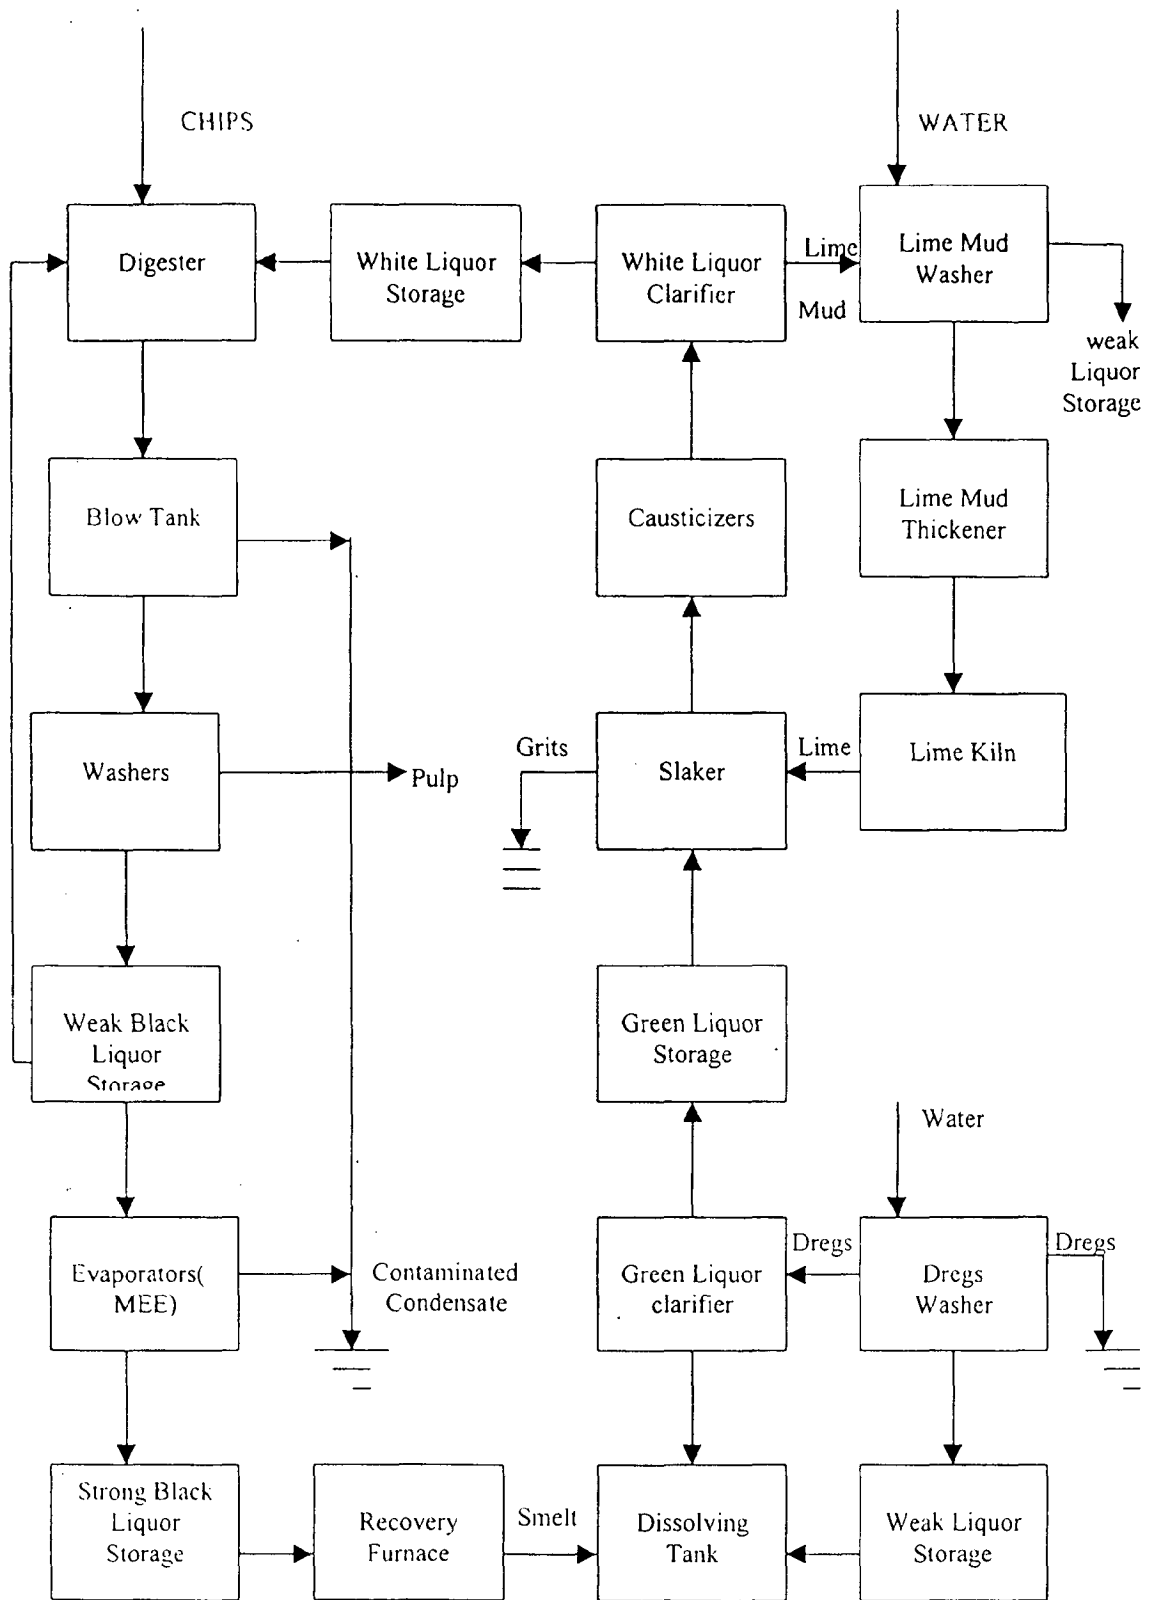 CHIPS
WATER
Digester
White Liquor
Storage
White Liquor
Clarifier
Lime
Mud
Lime Mud
Washer
weak
Liquor
Storage
Blow Tank
Causticizers
Lime Mud
Thickener
Washers
Pulp
Grits
Slaker
Lime
Lime Kiln
Weak Black
Liquor
Storage
Green Liquor
Storage
Water
Evaporators(
MEE)
Contaminated
Condensate
Green Liquor
clarifier
Dregs
Dregs
Washer
Dregs
Strong Black
Liquor
Storage
Recovery
Furnace
Smelt
Dissolving
Tank
Weak Liquor
Storage